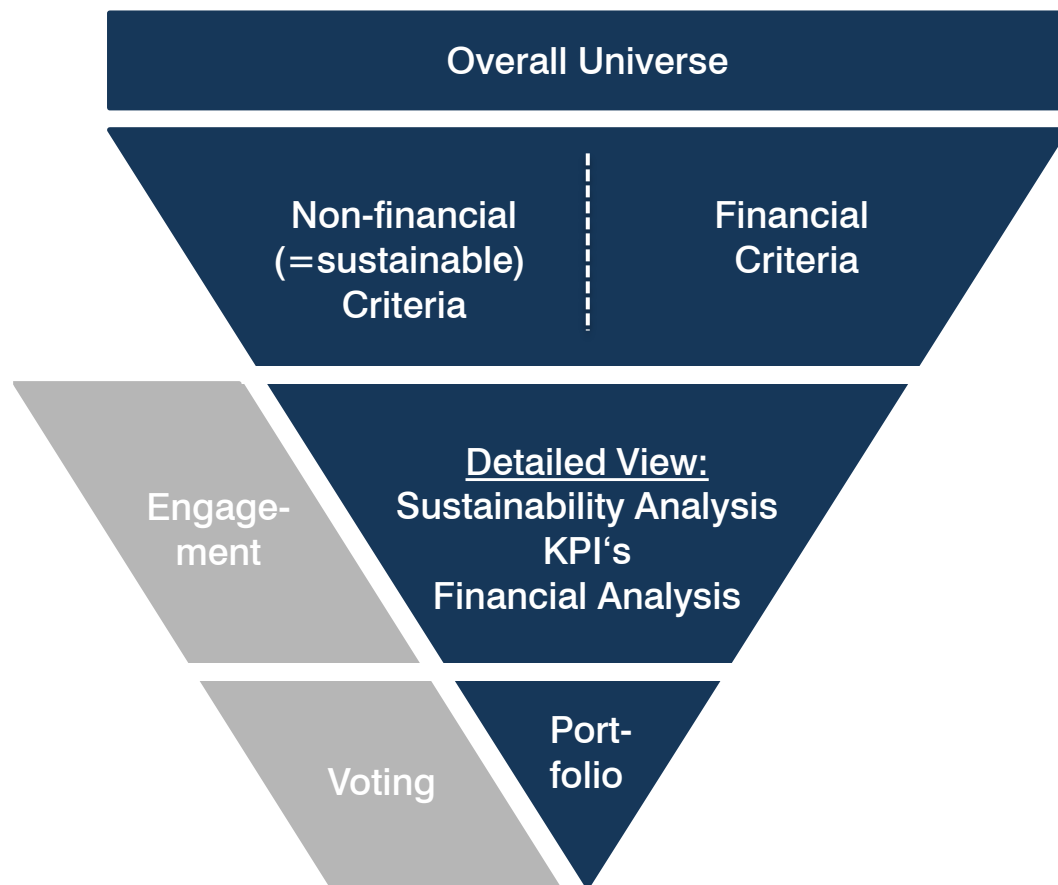 Overall Universe
Non-financial
(=sustainable)
Criteria
Financial
Criteria
Engage-
ment
Detailed View:
Sustainability Analysis
KPI‘s
Financial Analysis
Voting
Port-
folio